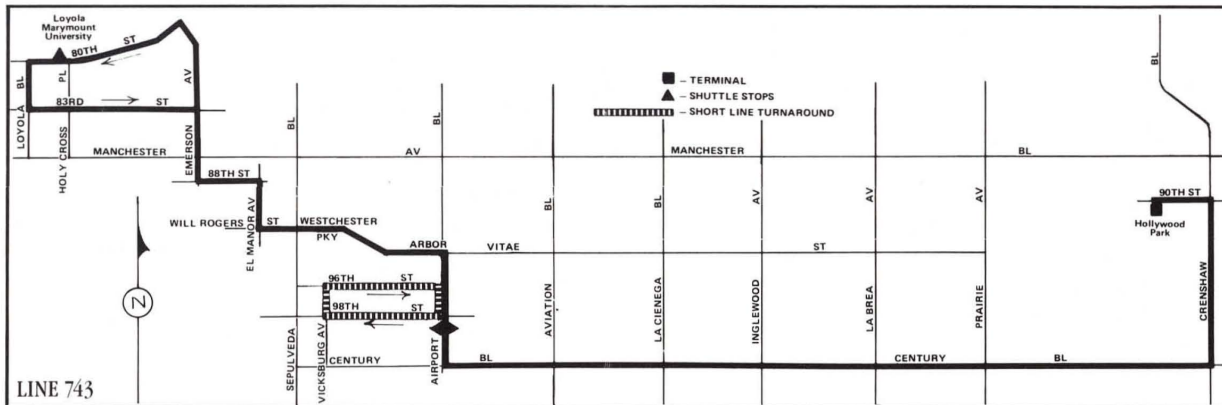 Loyola
Marymount
University
80TH ST
BL
PL
AV
83RD ST
LOYOLA
HOLY CROSS
EMERSON
MANCHESTER AV MANCHESTER BL
88TH ST
EL MANOR AV
WILL ROGERS ST WESTCHESTER
PKY
ARBOR VITAE ST
96TH ST
98TH ST
SEPULVEDA
BL
VICKSBURG AV
AIRPORT
BL
AVIATION
BL
LA CIENEGA
BL
INGLEWOOD
AV
LA BREA
AV
PRAIRIE
AV
CRENSHAW
BL
CENTURY BL CENTURY BL
90TH ST
Hollywood
Park
– TERMINAL
– SHUTTLE STOPS
– SHORT LINE TURNAROUND
N
LINE 743